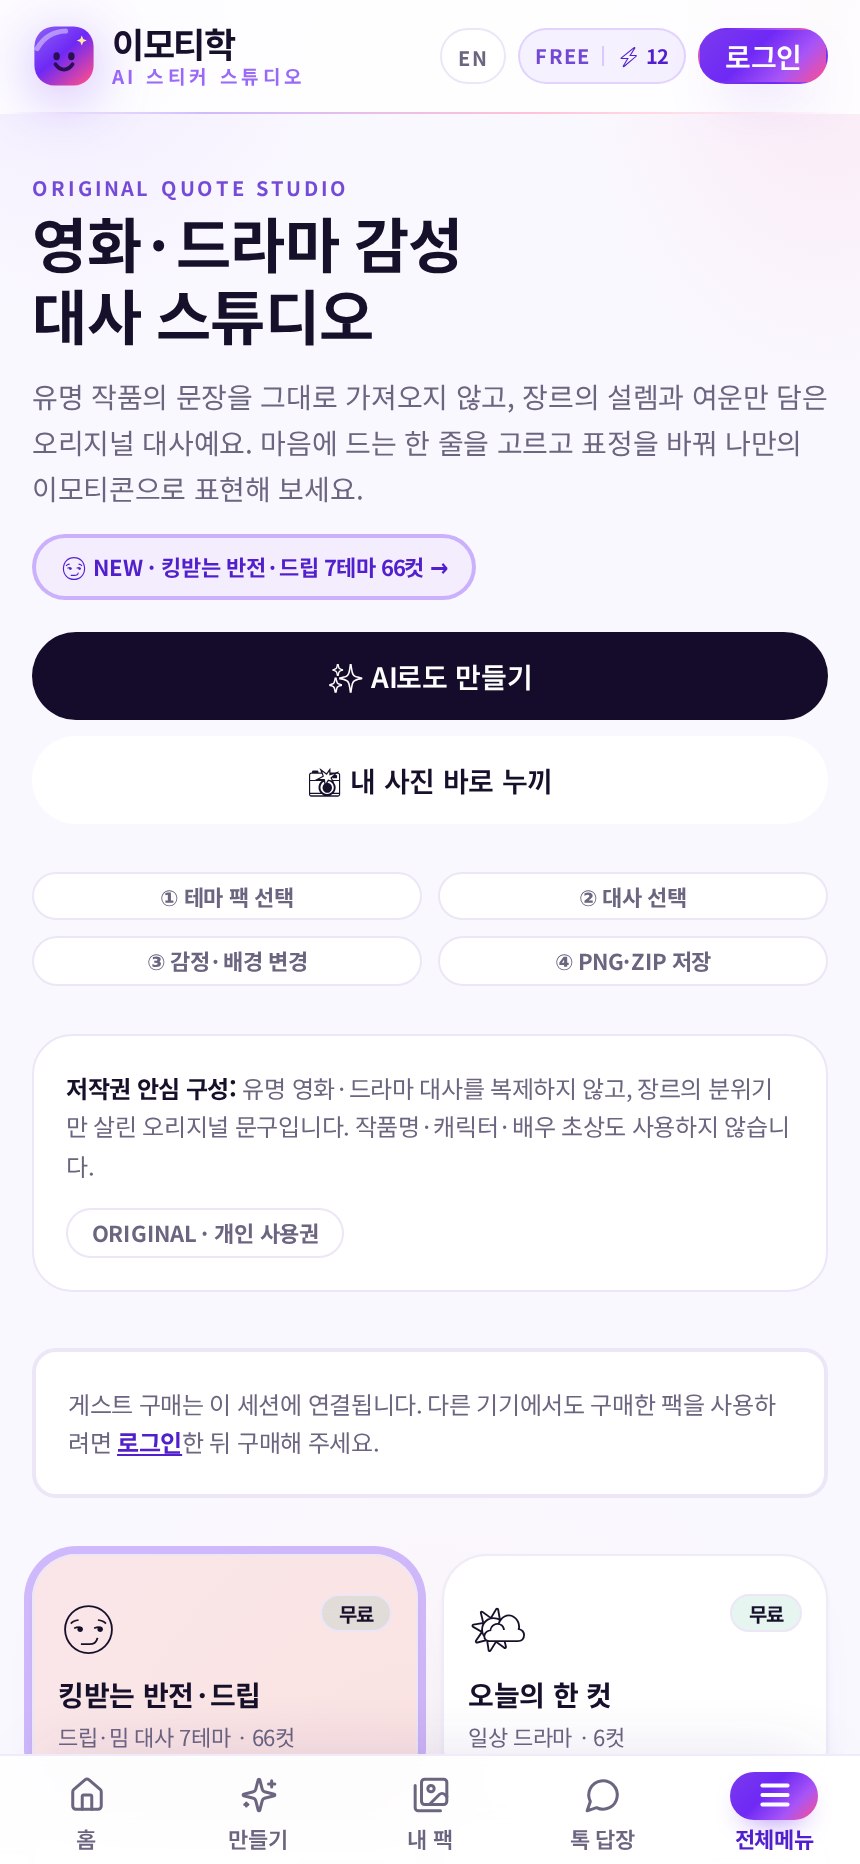 이모티학
AI 스티커 스튜디오
EN
FREE
12
로그인
ORIGINAL QUOTE STUDIO
영화·드라마 감성
대사 스튜디오
유명 작품의 문장을 그대로 가져오지 않고, 장르의 설렘과 여운만 담은
오리지널 대사예요. 마음에 드는 한 줄을 고르고 표정을 바꿔 나만의
이모티콘으로 표현해 보세요.
NEW · 킹받는 반전·드립 7테마 66컷 →
AI로도 만들기
내 사진 바로 누끼
① 테마 팩 선택
② 대사 선택
③ 감정·배경 변경
④ PNG·ZIP 저장
저작권 안심 구성: 유명 영화·드라마 대사를 복제하지 않고, 장르의 분위기
만 살린 오리지널 문구입니다. 작품명·캐릭터·배우 초상도 사용하지 않습니
다.
ORIGINAL · 개인 사용권
게스트 구매는 이 세션에 연결됩니다. 다른 기기에서도 구매한 팩을 사용하
려면 로그인한 뒤 구매해 주세요.
무료
킹받는 반전·드립
드립·밈 대사 7테마 · 66컷
무료
오늘의 한 컷
일상 드라마 · 6컷
홈
만들기
내 팩
톡 답장
전체메뉴